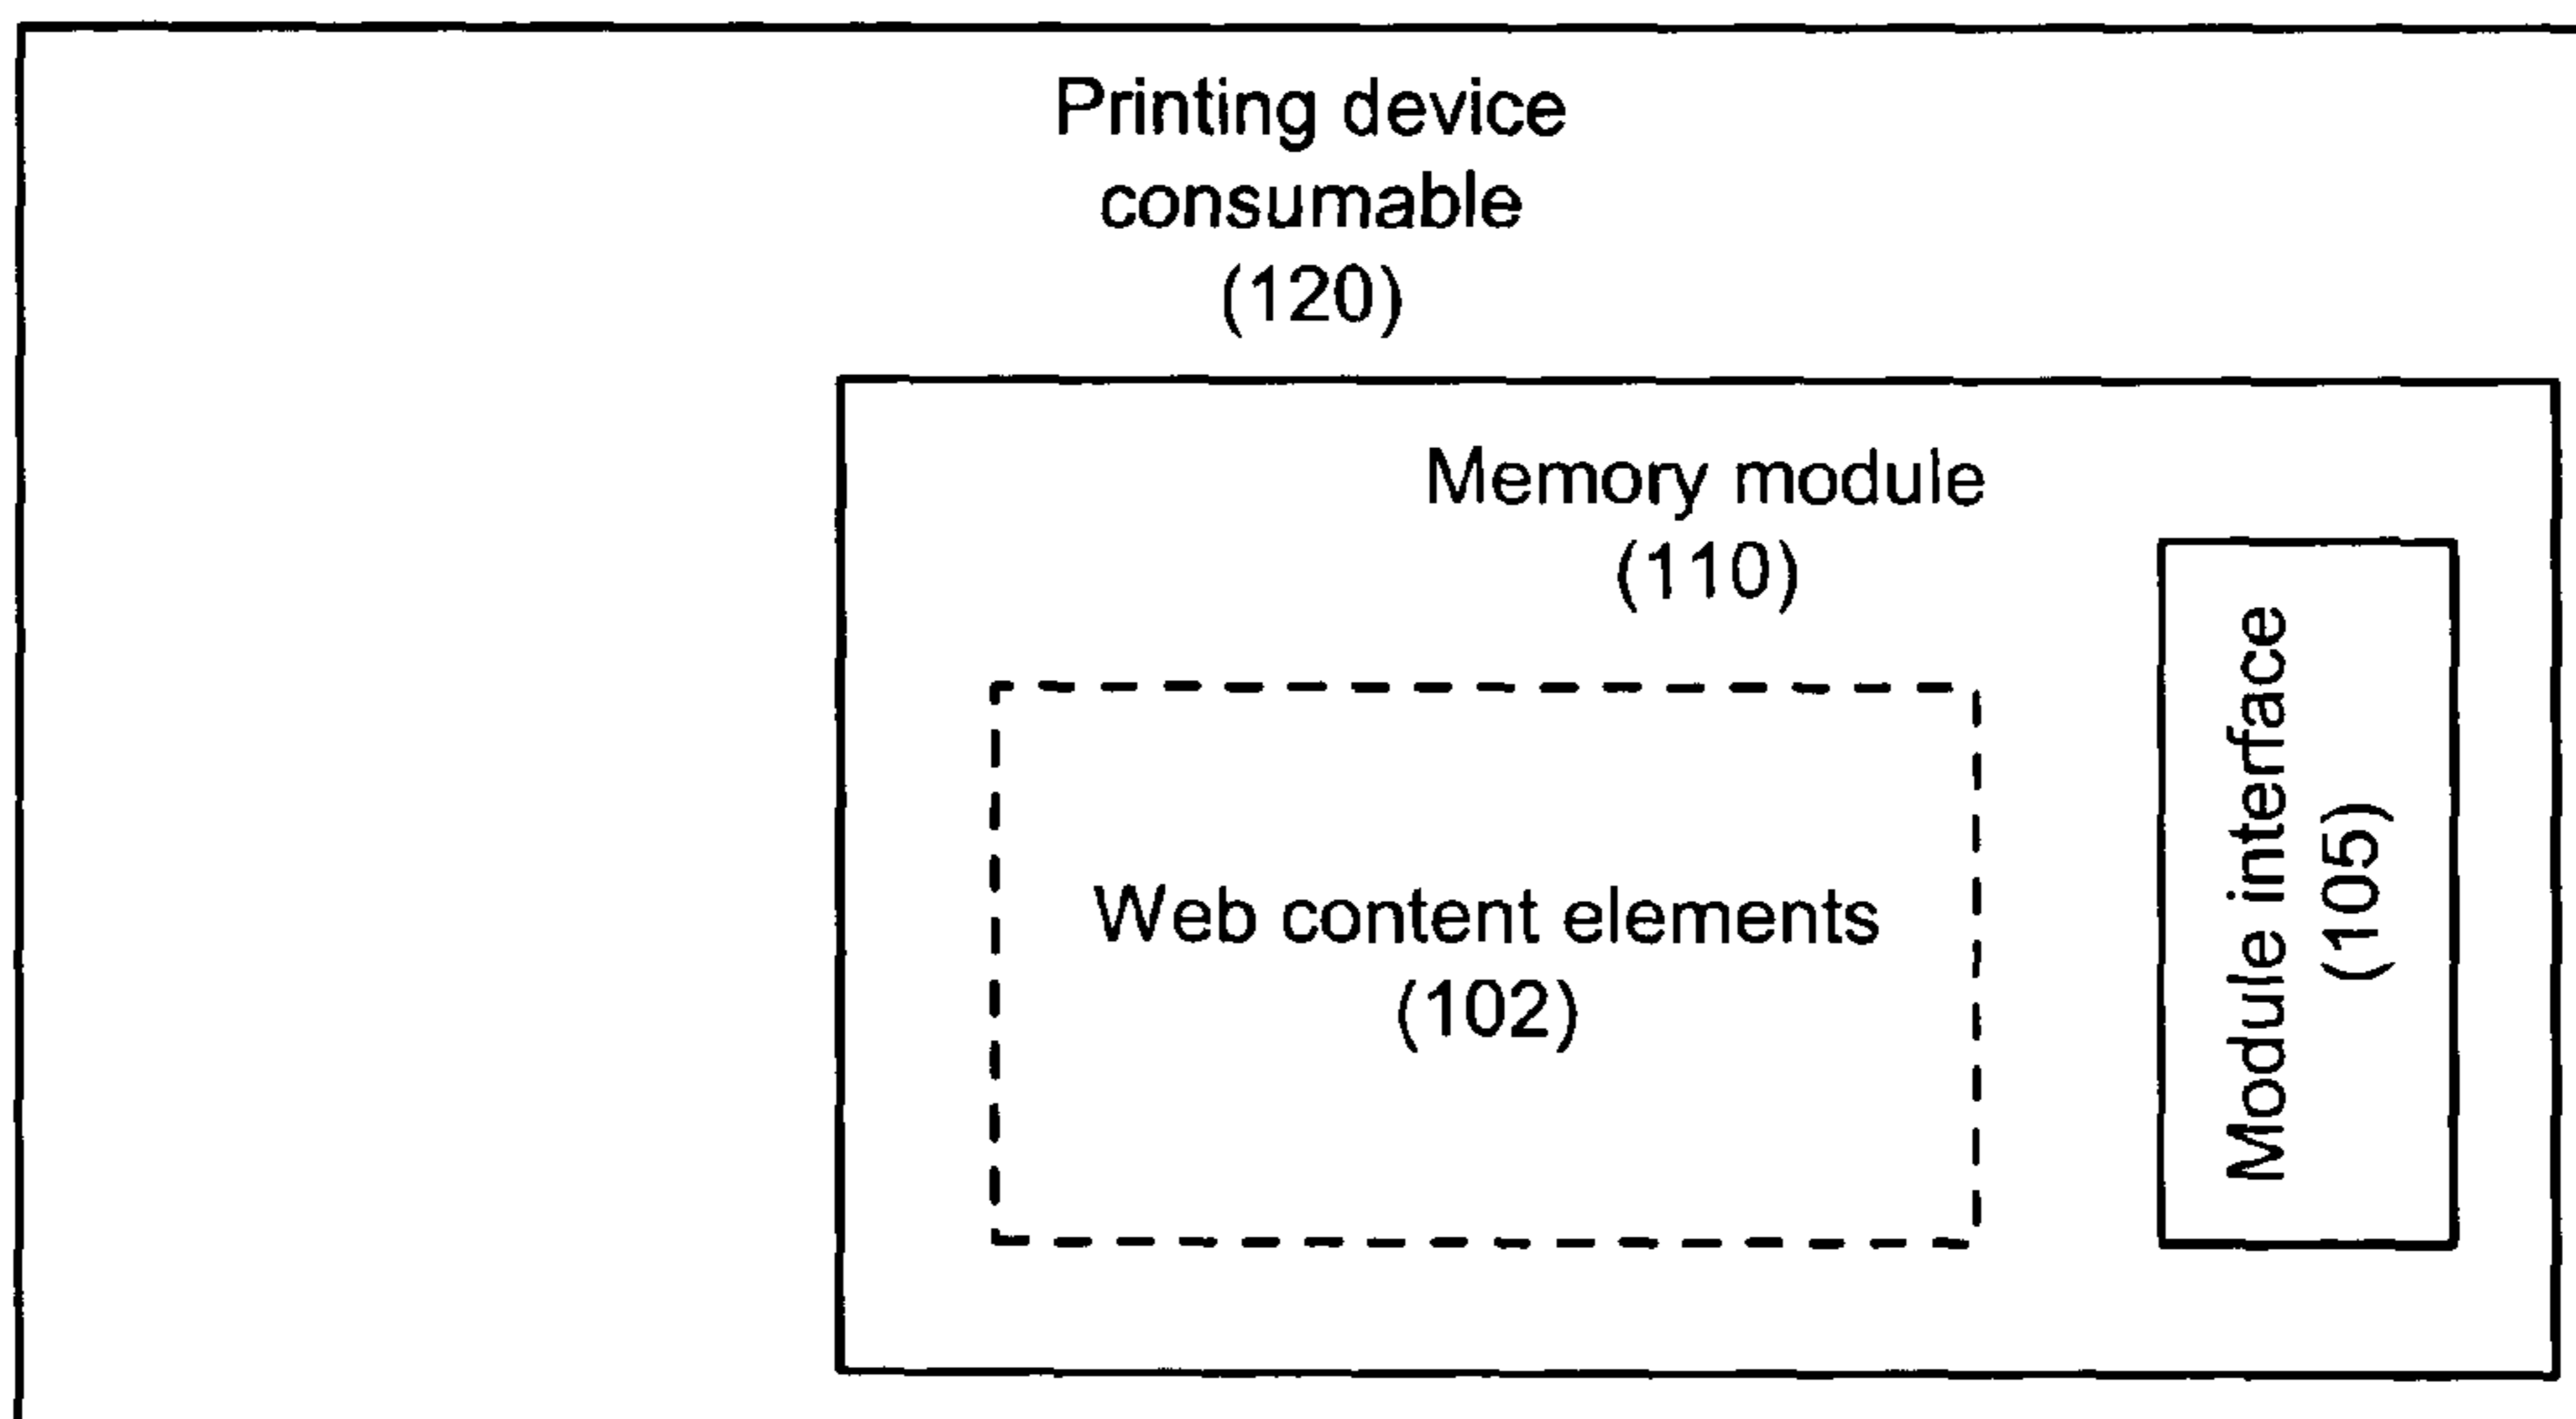 Printing device
consumable
(120)
Memory module
(110)
Web content elements
(102)
Module interface
(105)